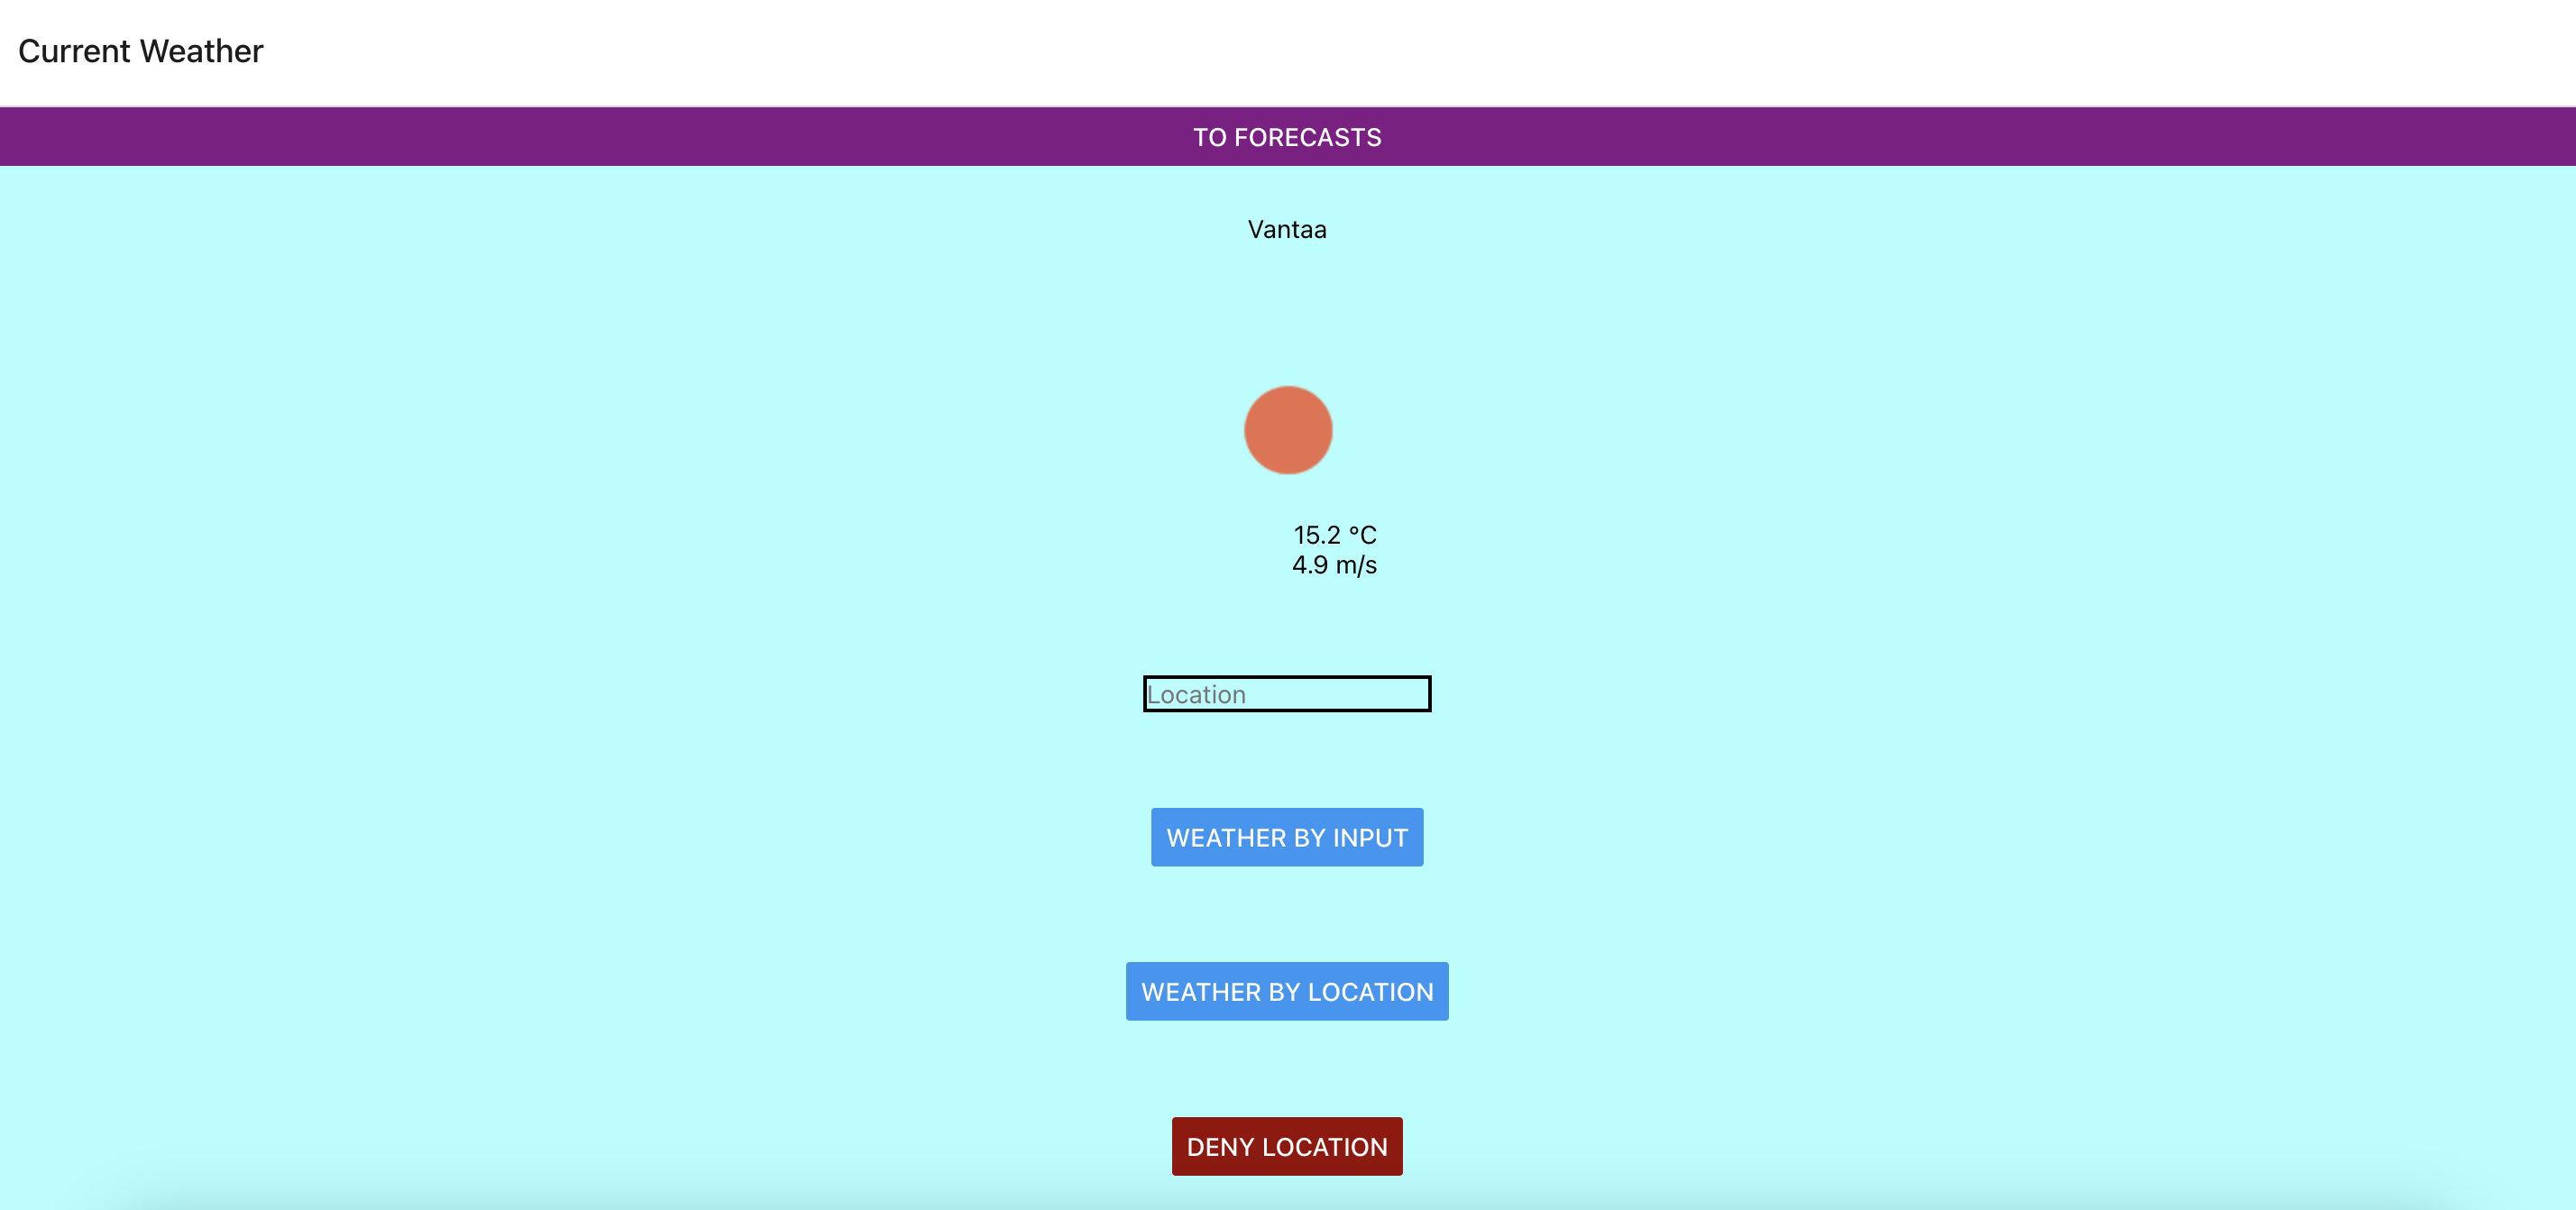 Current Weather
TO FORECASTS
Vantaa
15.2 °C
4.9 m/s
Location
WEATHER BY INPUT
WEATHER BY LOCATION
DENY LOCATION